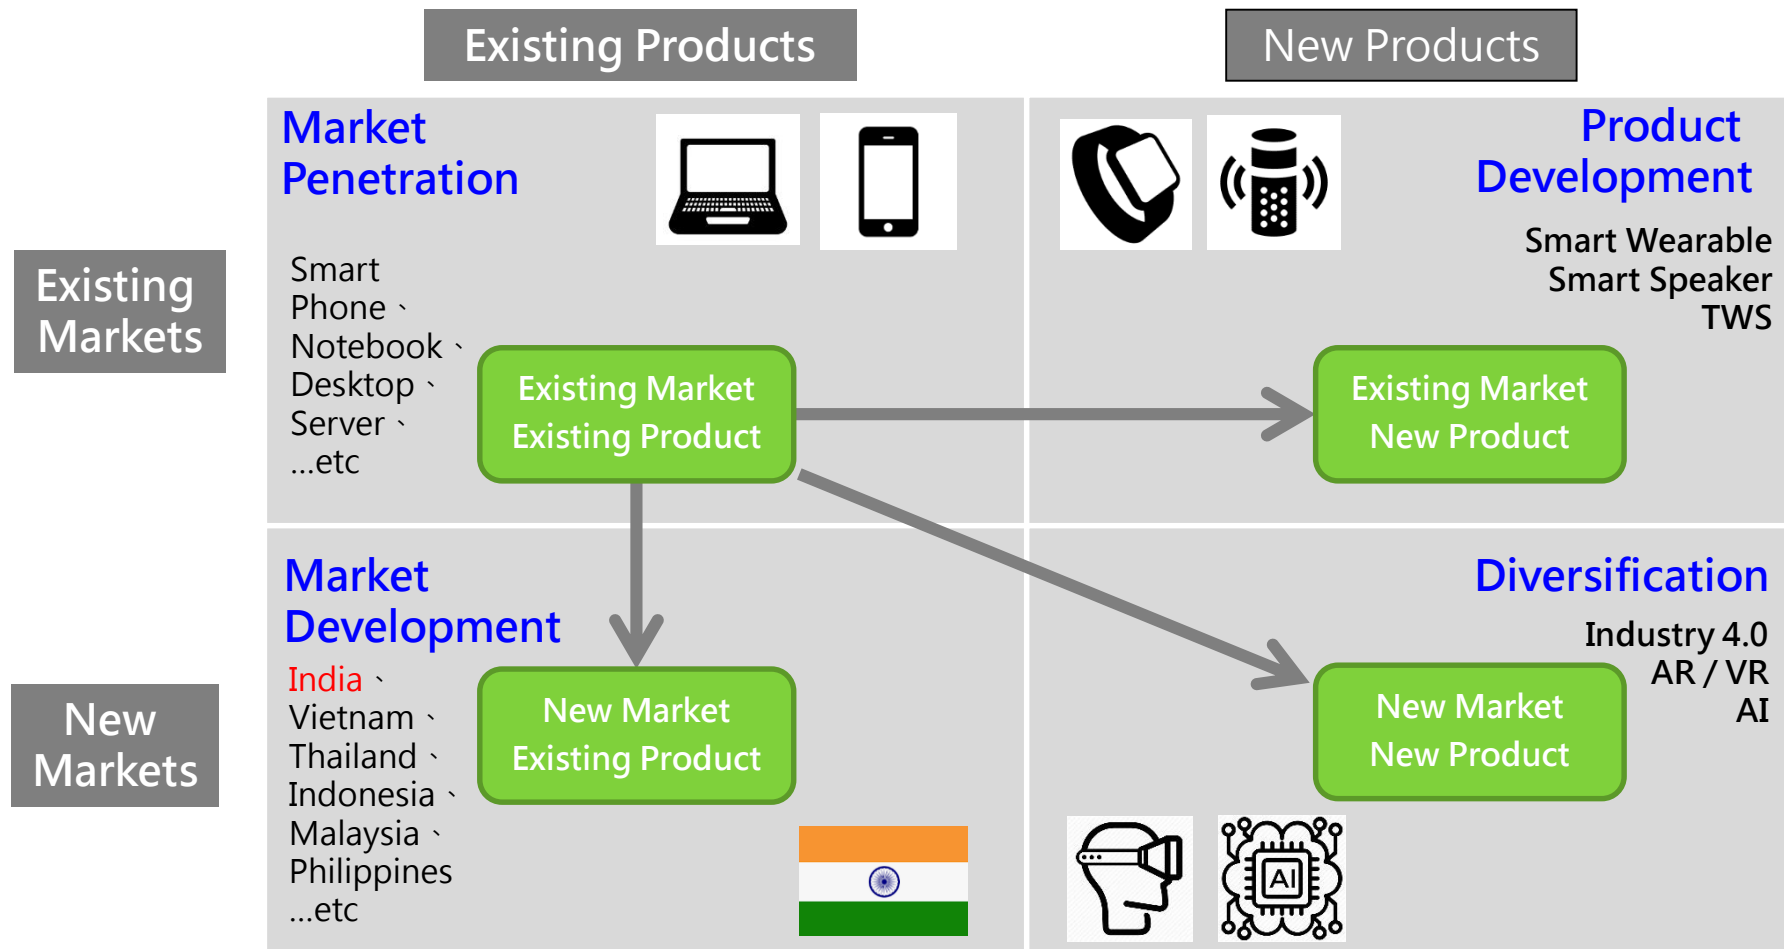 Existing Products
New Products
Existing
Markets
New
Markets
Market
Penetration
Smart
Phone、
Notebook、
Desktop、
Server、
…etc
Existing Market
Existing Product
Product
Development
Smart Wearable
Smart Speaker
TWS
Existing Market
New Product
Market
Development
India、
Vietnam、
Thailand、
Indonesia、
Malaysia、
Philippines
…etc
New Market
Existing Product
Diversification
Industry 4.0
AR / VR
AI
New Market
New Product
AI